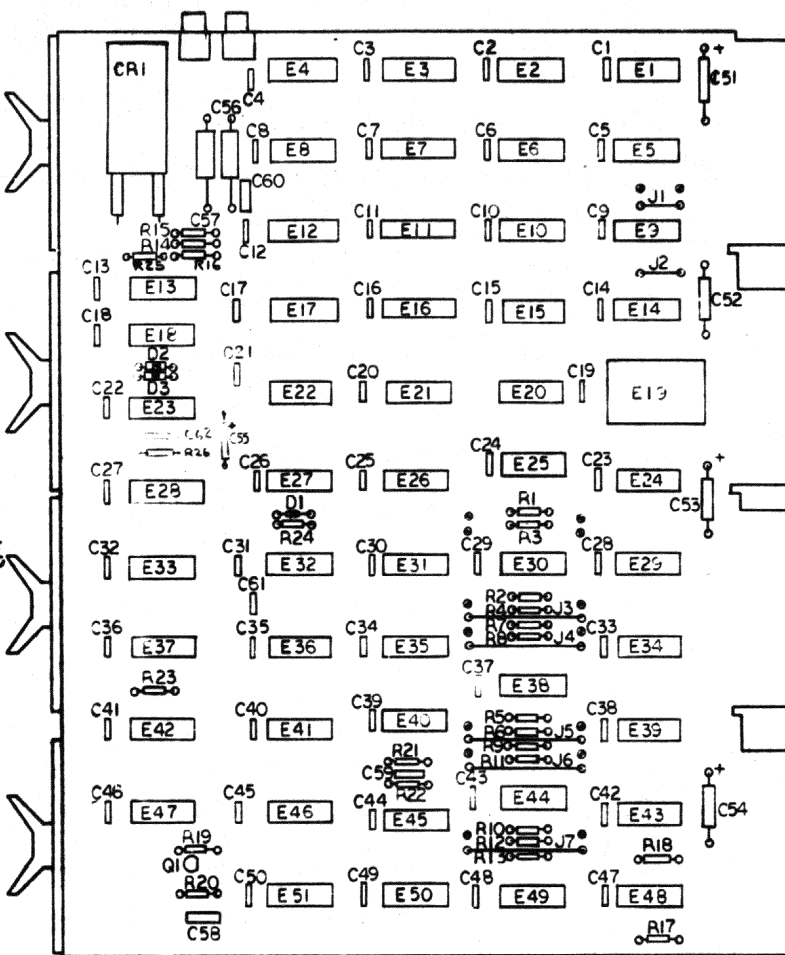 C3 C2 C1 +
CR1 E4 E3 E2 E1 C51
C4
C56
C8 C7 C6 C5
E8 E7 E6 E5
C60
J1
C57 C11 C10 C9
R15
R14 E12 E11 E10 E9
C12
R25 R16
J2
C13 C17 C16 C15 C14 C52
E13 E17 E16 E15 E14
C18
E18
D2 C21
D3 C20 C19
C22 E23 E22 E21 E20 E19
C62 C55 +
R26
C24
C27 C26 C25 C23 +
E28 E27 E26 E25 E24
C53
D1 R1
R24 R3
C32 C31 C30 C29 C28
E33 E32 E31 E30 E29
C61
R2
R4 J3
R7
C36 C35 C34 R8 J4 C33
E37 E36 E35 E34
C37
R23 E38
C41 C40 C39 R5 C38
E42 E41 E40 R6 J5 E39
R9
R21 R11 J6
C59 C43 +
R22
C46 C45 C44 E44 C42 C54
E47 E46 E45 E43
R10
R19 R12 J7 R18
Q1 R13
C50 C49 C48 C47
R20 E51 E50 E49 E48
C58 R17